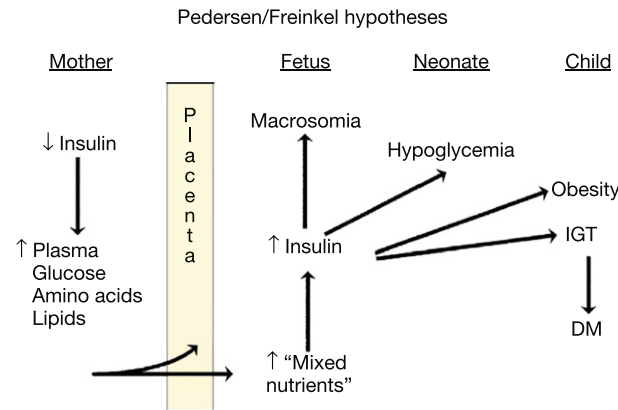 Pedersen/Freinkel hypotheses
Mother
Fetus
Neonate
Child
Placenta
↓ Insulin
↑ Plasma
Glucose
Amino acids
Lipids
Macrosomia
Hypoglycemia
Obesity
↑ Insulin
IGT
DM
↑ “Mixed
nutrients”